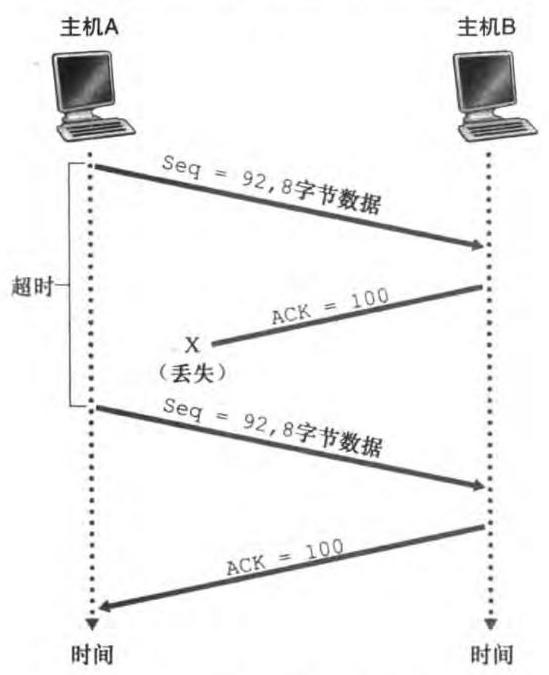 主机A
主机B
Seq = 92,8字节数据
超时
ACK = 100
X
（丢失）
Seq = 92,8字节数据
ACK = 100
时间
时间